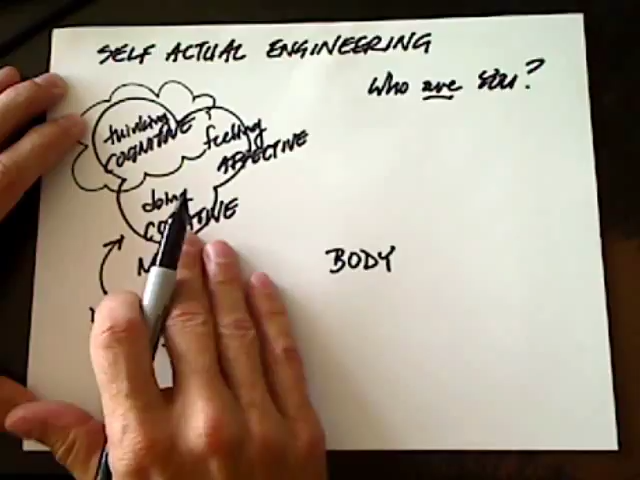 SELF ACTUAL ENGINEERING
Who are you?
thinking
COGNITIVE
feeling
AFFECTIVE
doing
BODY